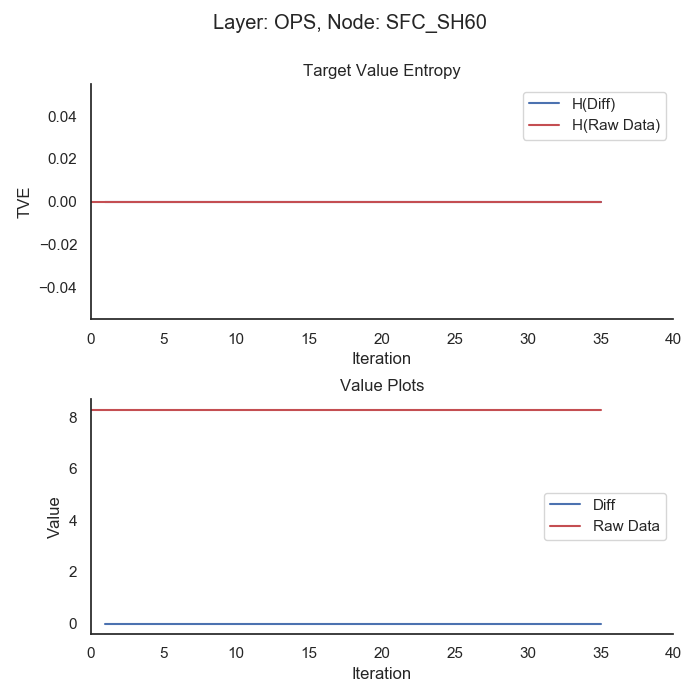 Layer: OPS, Node: SFC_SH60
Target Value Entropy
H(Diff)
H(Raw Data)
0.04
0.02
0.00
−0.02
−0.04
TVE
0 5 10 15 20 25 30 35 40
Iteration
Value Plots
Diff
Raw Data
8
6
4
2
0
Value
0 5 10 15 20 25 30 35 40
Iteration